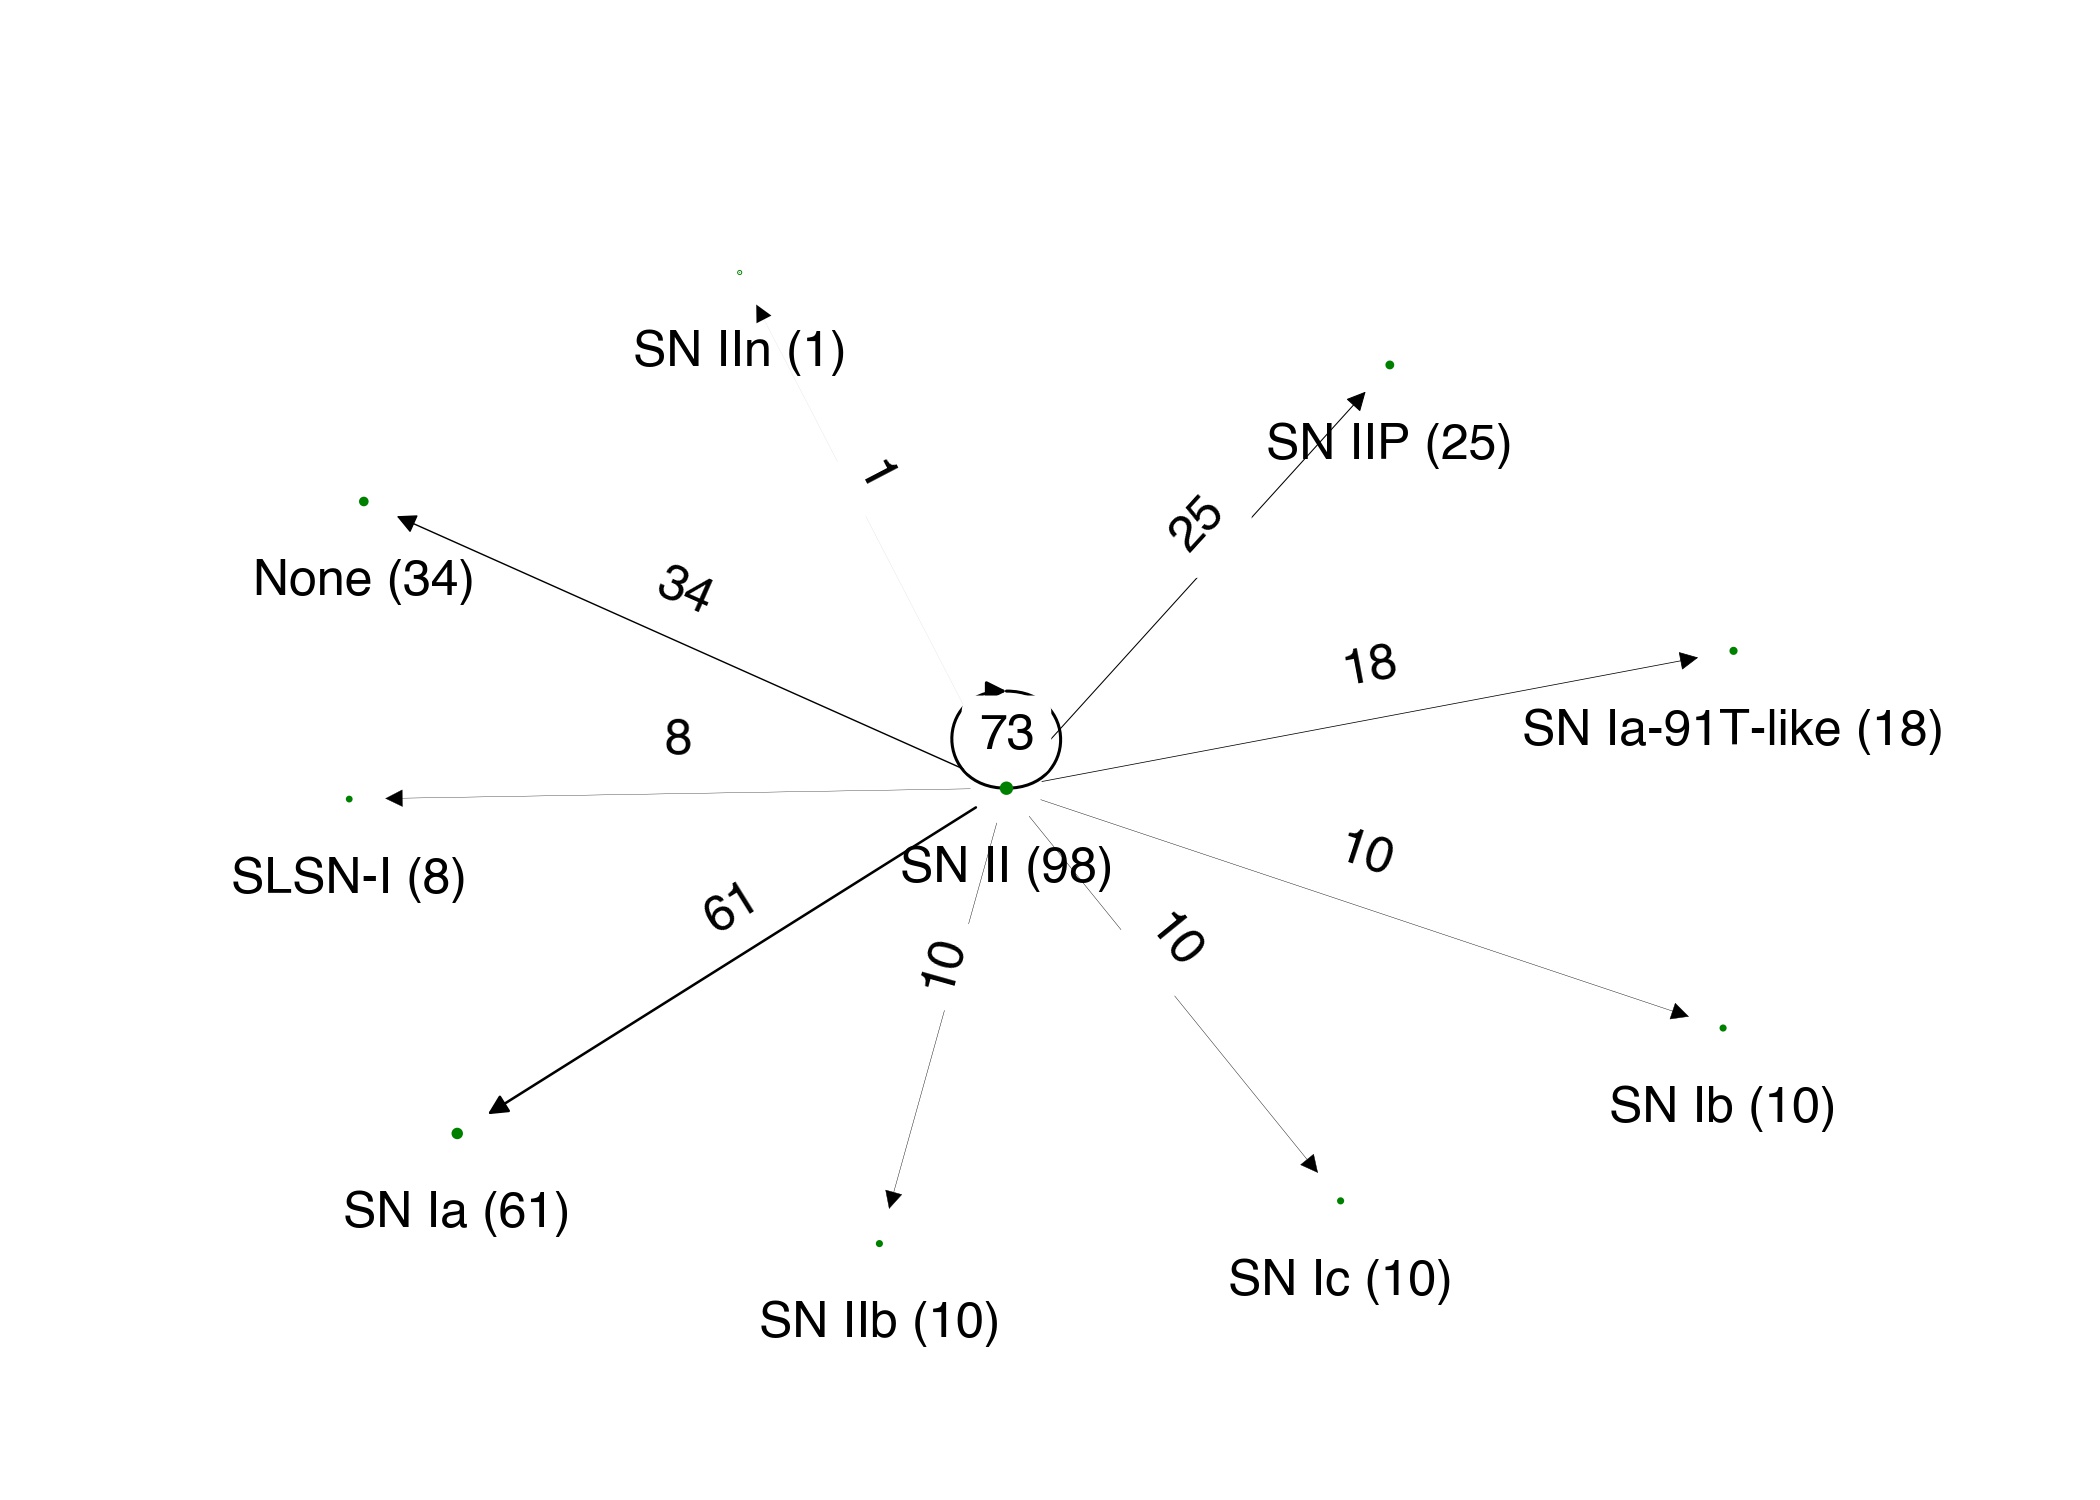 SN IIn (1)
SN IIP (25)
1
25
None (34)
34
18
SN Ia-91T-like (18)
73
8
SLSN-I (8)
SN II (98)
10
61
10
10
SN Ib (10)
SN Ia (61)
SN Ic (10)
SN IIb (10)